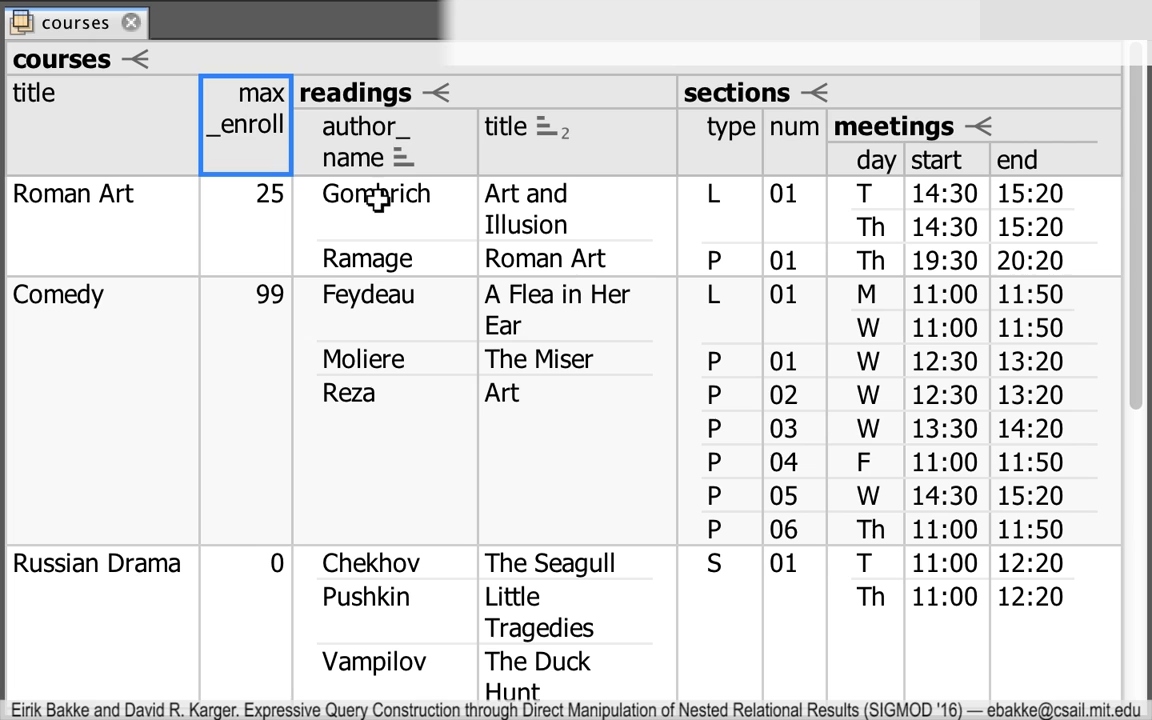 courses
courses
title max _enroll readings sections
author_ name title 2 type num meetings
day start end
Roman Art 25 Gombrich Art and L 01 T 14:30 15:20
Illusion Th 14:30 15:20
Ramage Roman Art P 01 Th 19:30 20:20
Comedy 99 Feydeau A Flea in Her L 01 M 11:00 11:50
Ear W 11:00 11:50
Moliere The Miser P 01 W 12:30 13:20
Reza Art P 02 W 12:30 13:20
P 03 W 13:30 14:20
P 04 F 11:00 11:50
P 05 W 14:30 15:20
P 06 Th 11:00 11:50
Russian Drama 0 Chekhov The Seagull S 01 T 11:00 12:20
Pushkin Little Th 11:00 12:20
Tragedies
Vampilov The Duck
Hunt
Eirik Bakke and David R. Karger. Expressive Query Construction through Direct Manipulation of Nested Relational Results (SIGMOD '16) — ebakke@csail.mit.edu